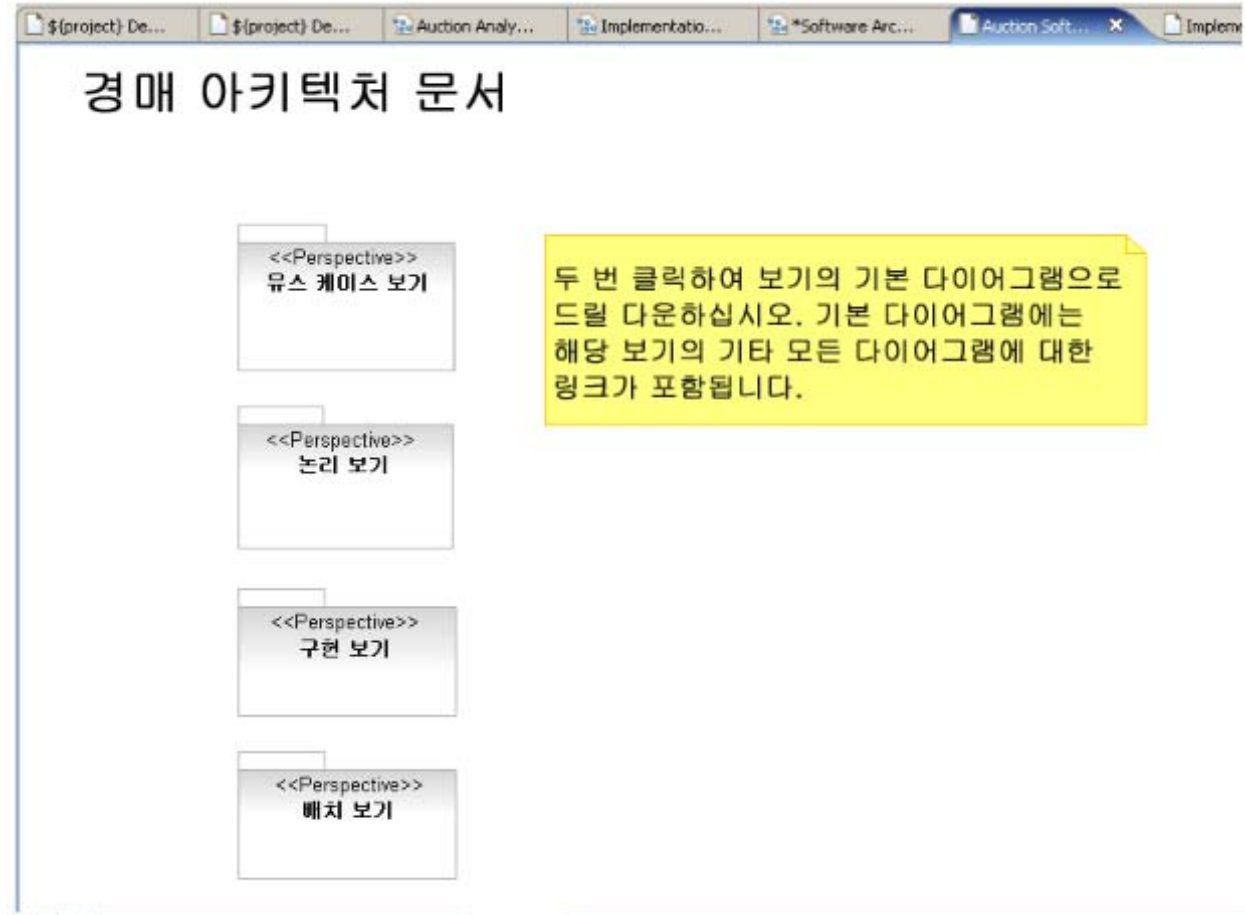 ${project} De... ${project} De... Auction Analy... Implementatio... *Software Arc... Auction Soft... Impleme
경매 아키텍처 문서
<<Perspective>>
뮤스 케이스 보기
두 번 클릭하여 보기의 기본 다이어그램으로
드릴 다운하십시오. 기본 다이어그램에는
해당 보기의 기타 모든 다이어그램에 대한
링크가 포함됩니다.
<<Perspective>>
논리 보기
<<Perspective>>
구현 보기
<<Perspective>>
배치 보기